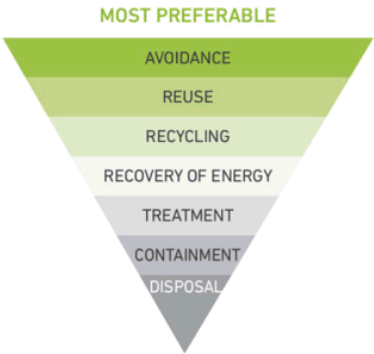 MOST PREFERABLE
AVOIDANCE
REUSE
RECYCLING
RECOVERY OF ENERGY
TREATMENT
CONTAINMENT
DISPOSAL